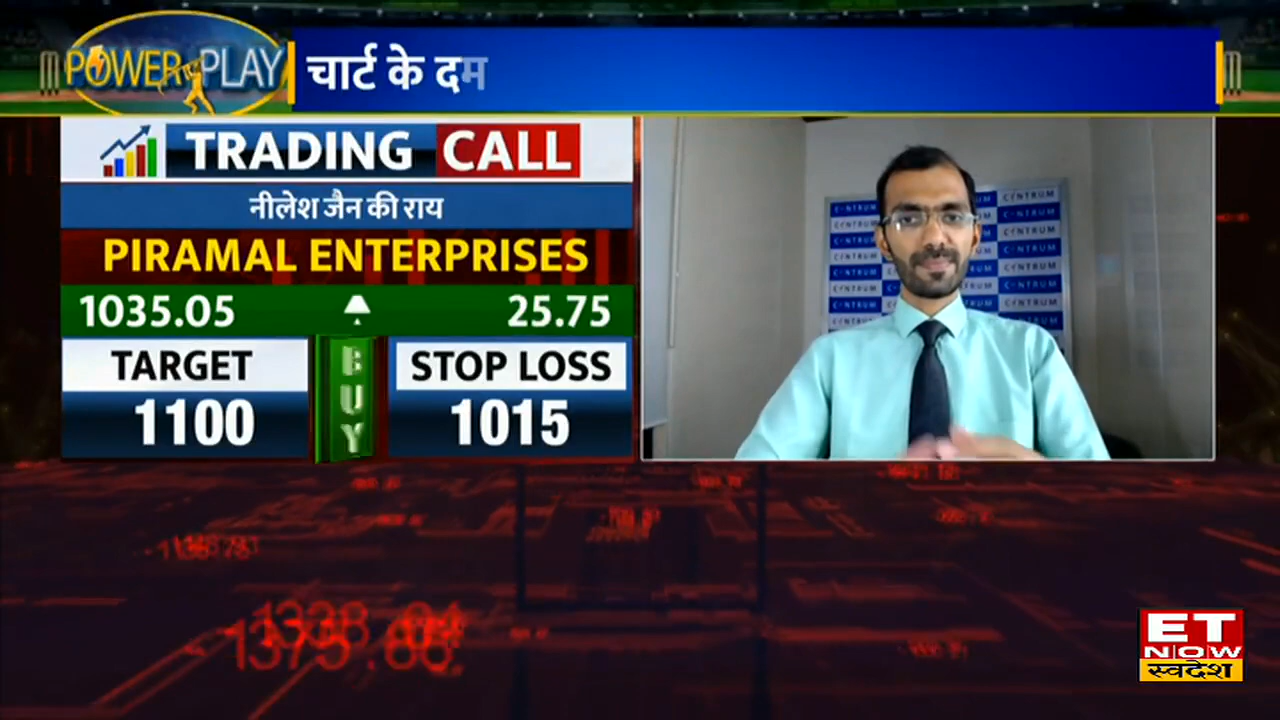 POWER PLAY
चार्ट के दम
TRADING CALL
नीलेश जैन की राय
PIRAMAL ENTERPRISES
1035.05 25.75
TARGET
1100
BUY
STOP LOSS
1015
CENTRUM
ET
NOW
स्वदेश